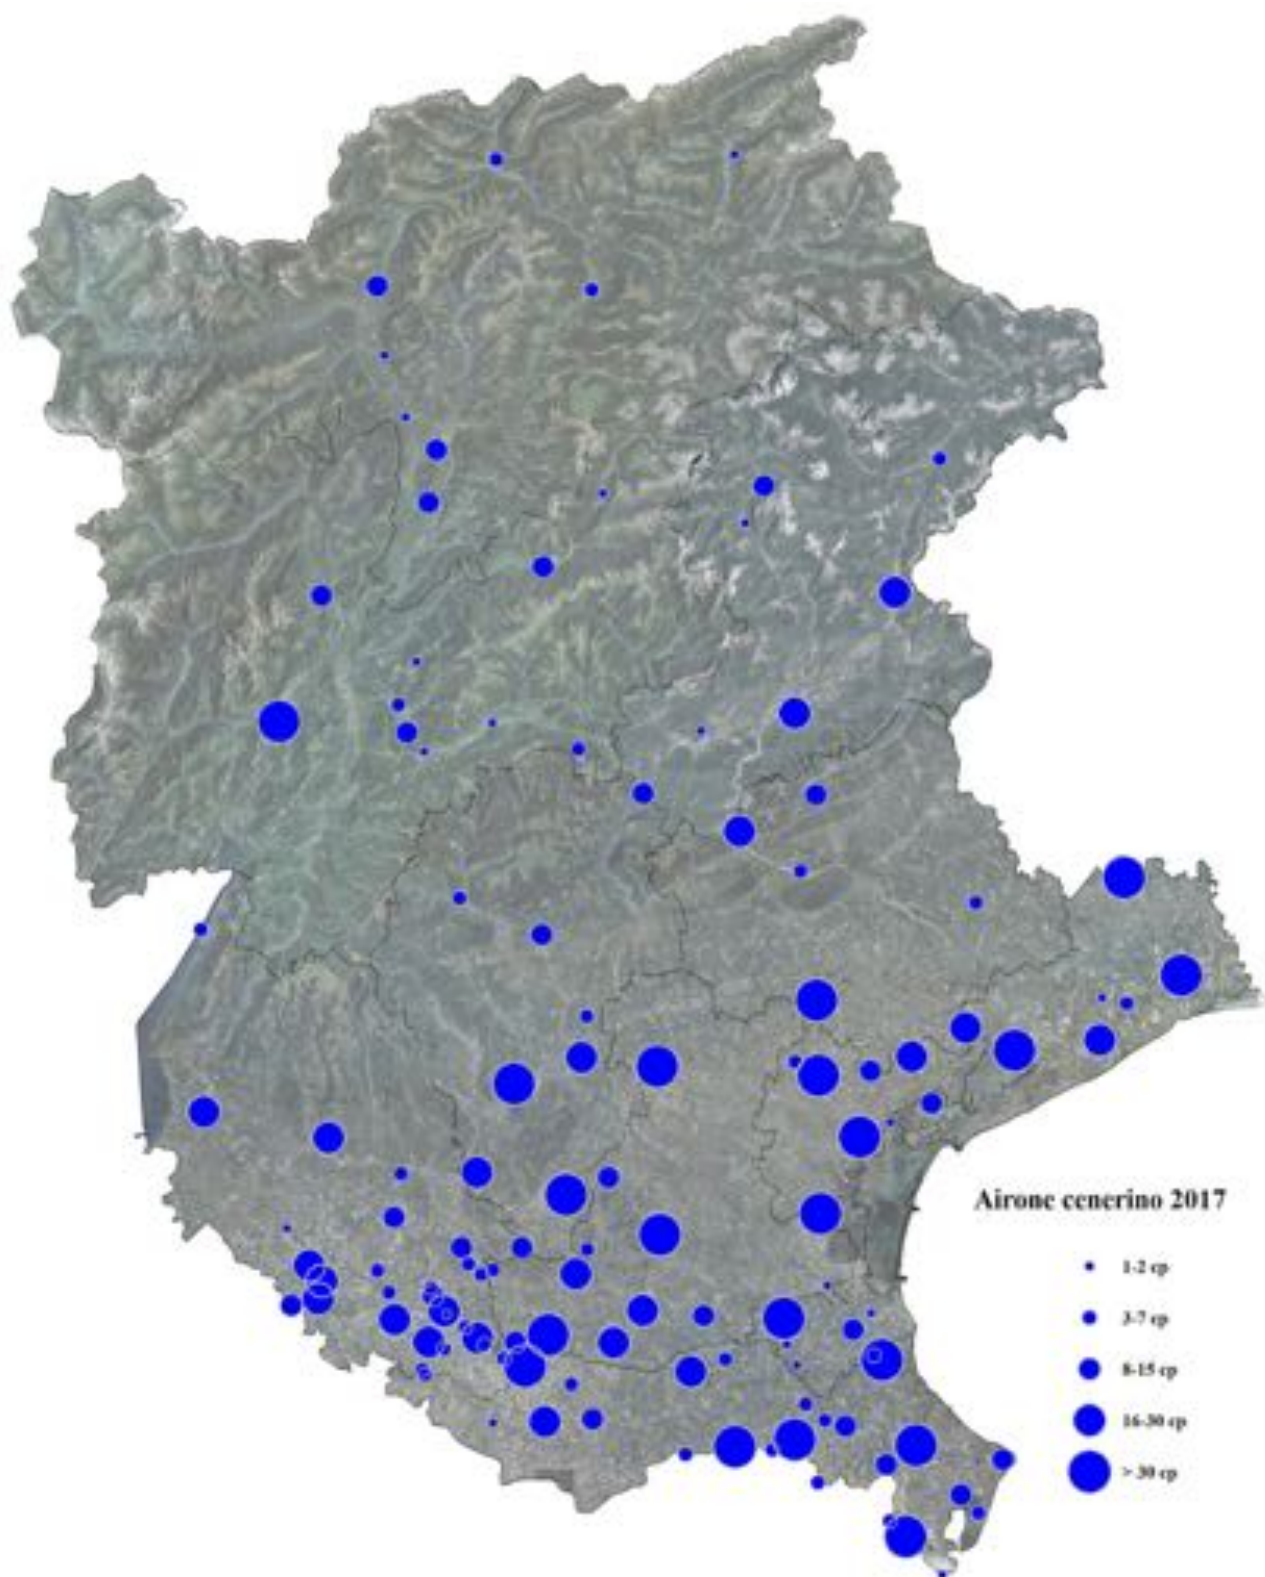 Airone cenerino 2017
1-2 cp
3-7 cp
8-15 cp
16-30 cp
> 30 cp